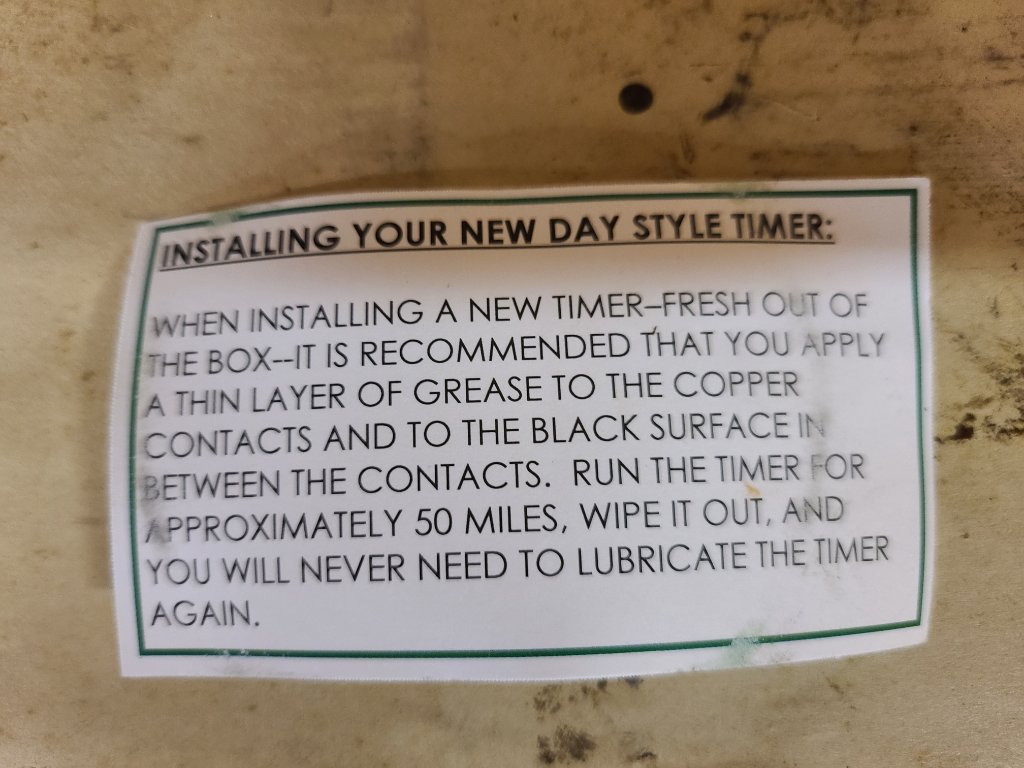 INSTALLING YOUR NEW DAY STYLE TIMER:
WHEN INSTALLING A NEW TIMER–FRESH OUT OF
THE BOX--IT IS RECOMMENDED THAT YOU APPLY
A THIN LAYER OF GREASE TO THE COPPER
CONTACTS AND TO THE BLACK SURFACE IN
BETWEEN THE CONTACTS.  RUN THE TIMER FOR
APPROXIMATELY 50 MILES, WIPE IT OUT, AND
YOU WILL NEVER NEED TO LUBRICATE THE TIMER
AGAIN.